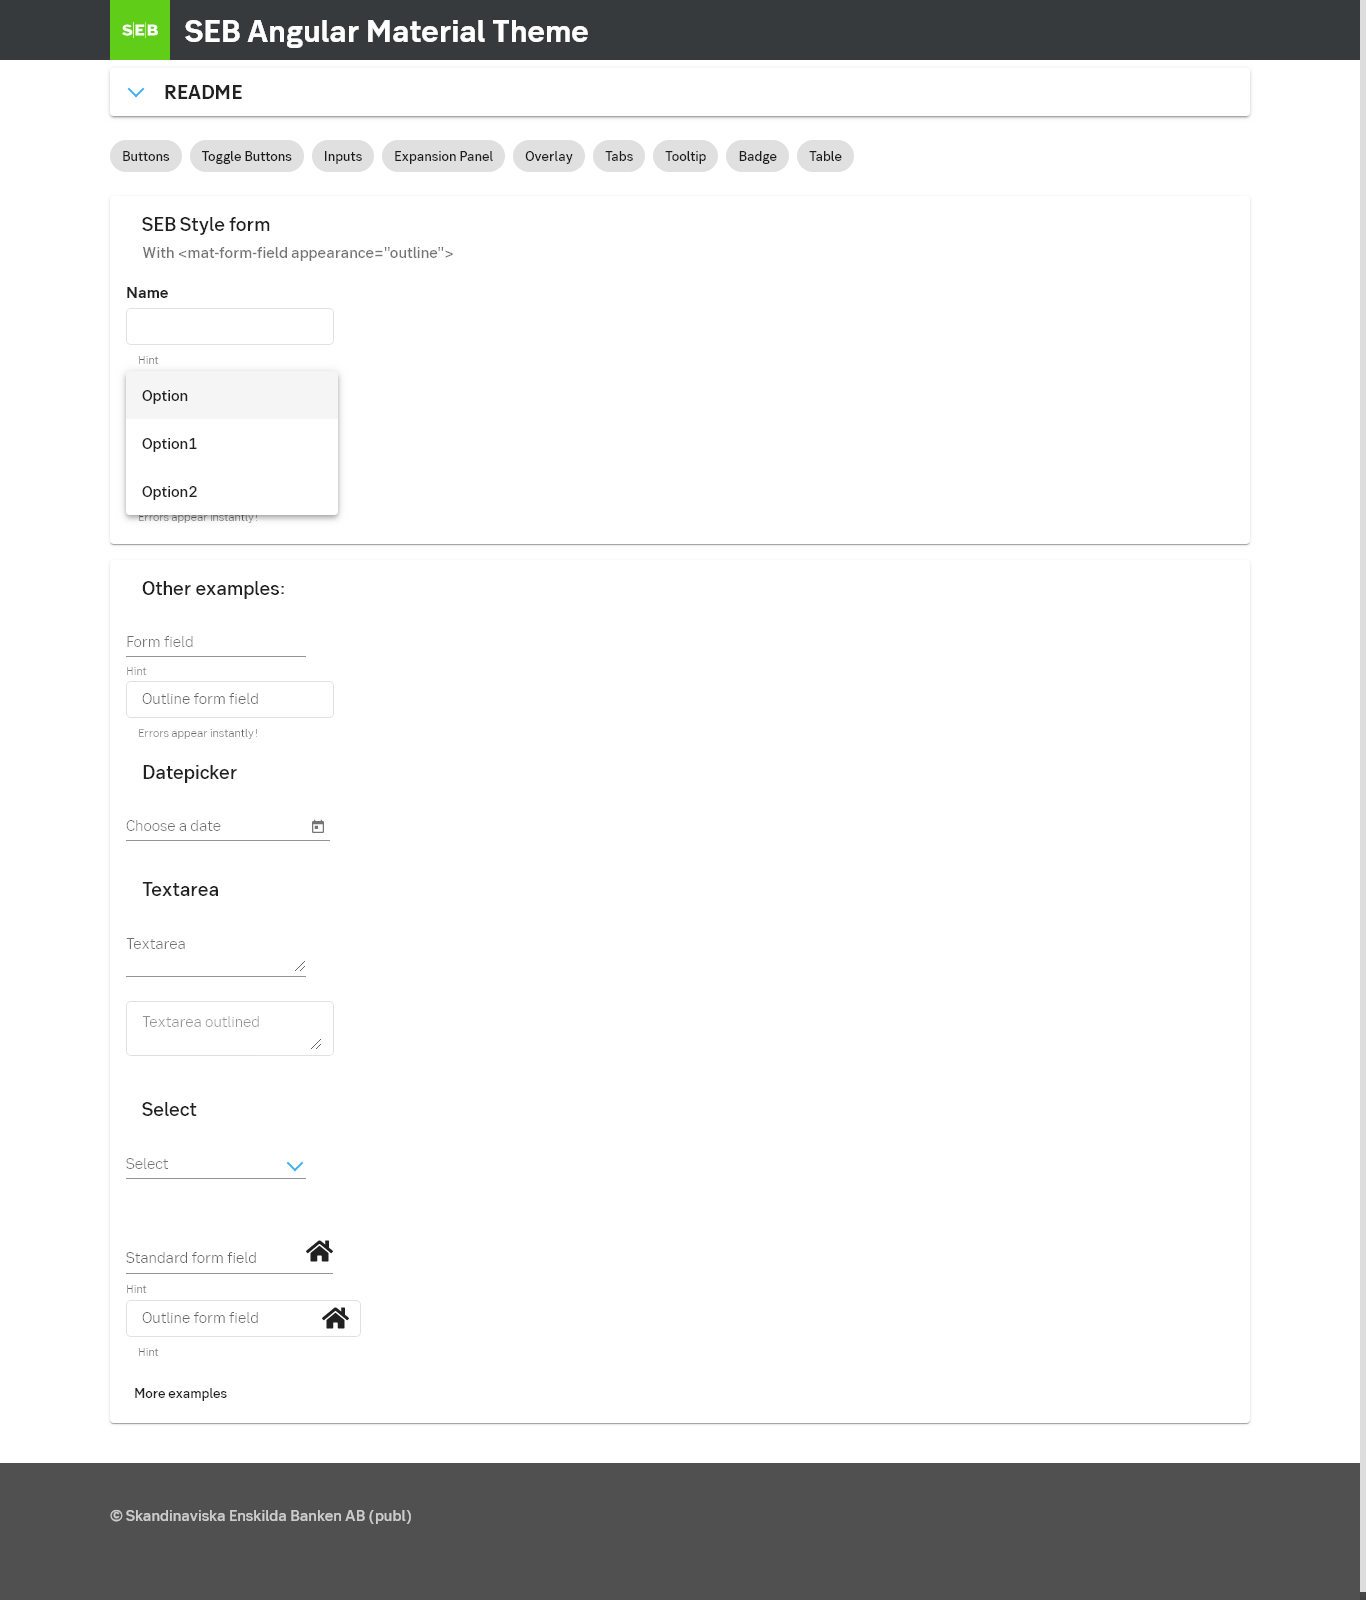 SEB SEB Angular Material Theme
README
Buttons Toggle Buttons Inputs Expansion Panel Overlay Tabs Tooltip Badge Table
SEB Style form
With <mat-form-field appearance="outline">
Name
Hint
Option
Option1
Option2
Errors appear instantly!
Other examples:
Form field
Hint
Outline form field
Errors appear instantly!
Datepicker
Choose a date
Textarea
Textarea
Textarea outlined
Select
Select
Standard form field
Hint
Outline form field
Hint
More examples
© Skandinaviska Enskilda Banken AB (publ)